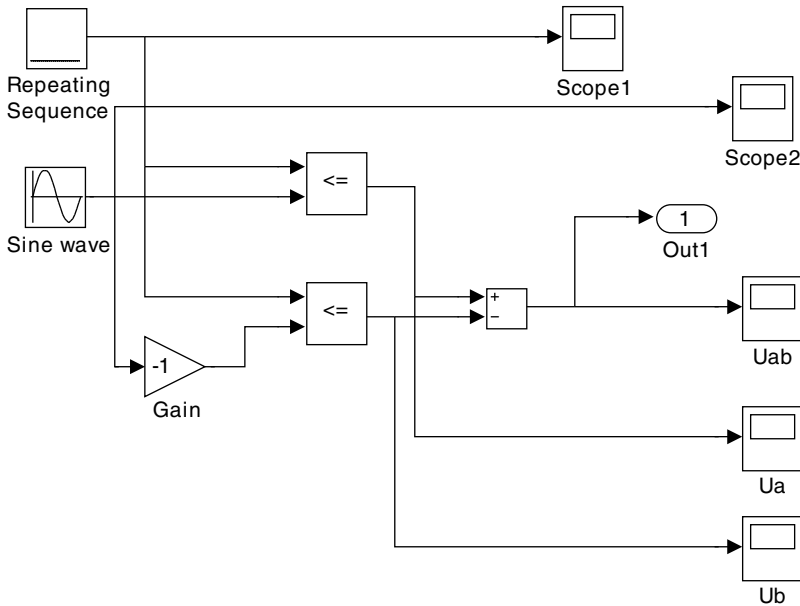 Repeating
Sequence
Scope1
Scope2
<=
Sine wave
1
Out1
<=
+
−
Uab
-1
Gain
Ua
Ub